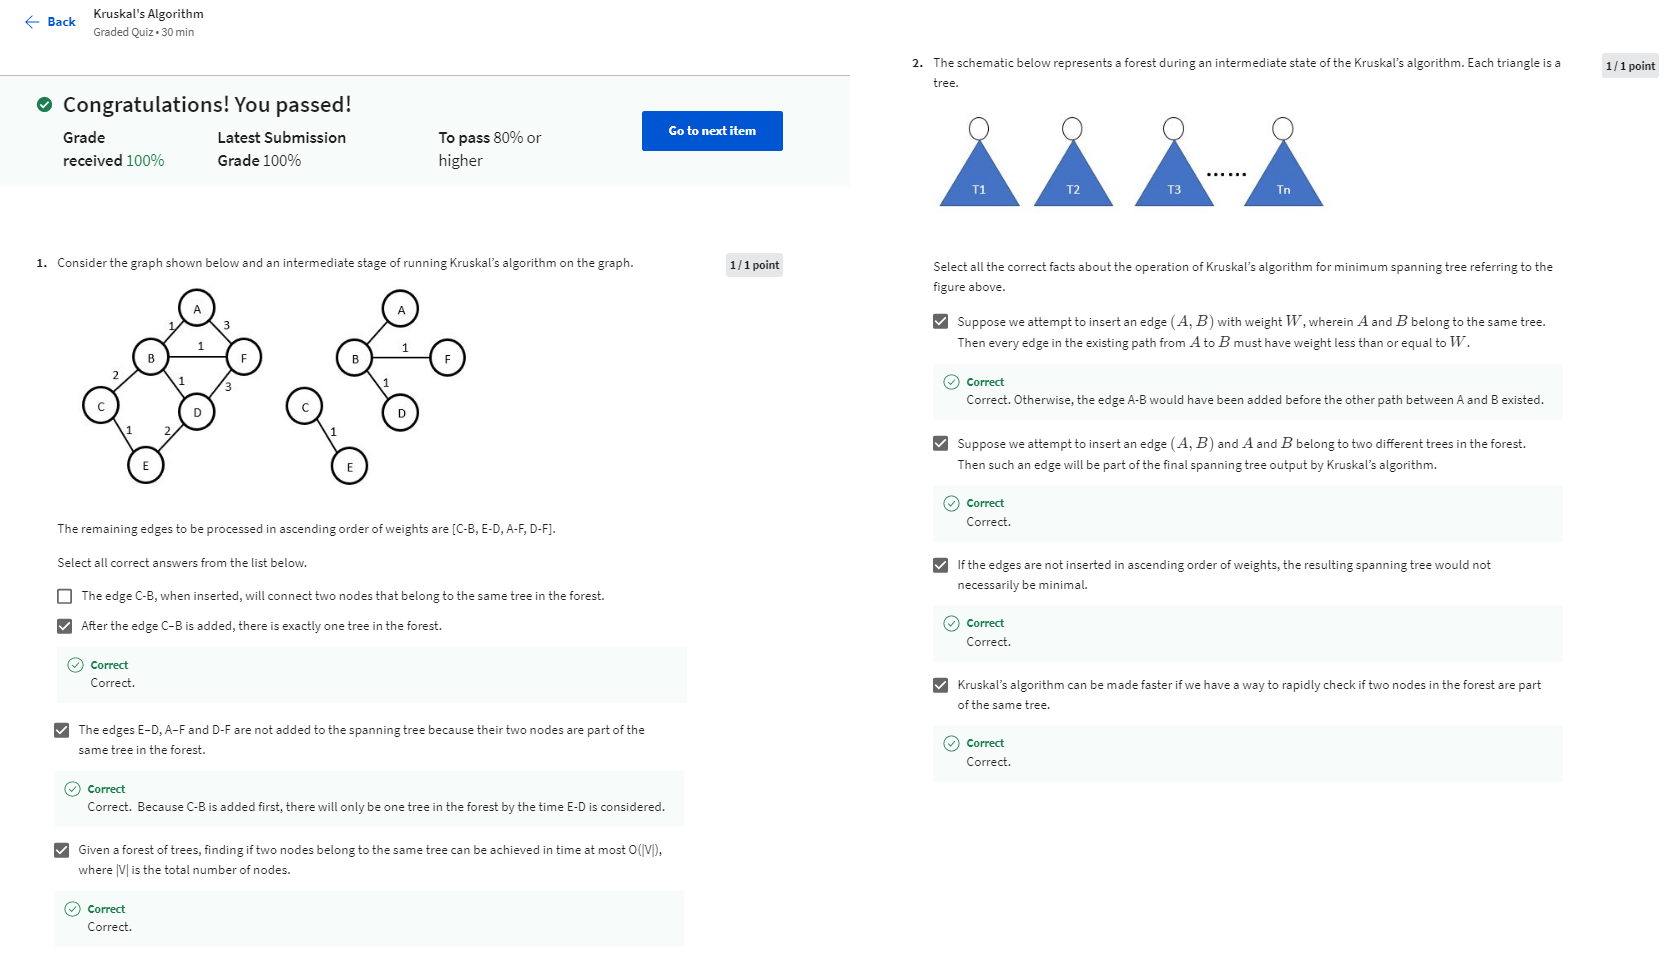 Back
Kruskal's Algorithm
Graded Quiz • 30 min
Congratulations! You passed!
Grade
received 100%
Latest Submission
Grade 100%
To pass 80% or
higher
Go to next item
1. Consider the graph shown below and an intermediate stage of running Kruskal's algorithm on the graph.
1 / 1 point
A
1
3
B
1
F
2
1
3
C
D
1
2
E
A
B
1
F
1
C
D
1
E
The remaining edges to be processed in ascending order of weights are [C-B, E-D, A-F, D-F].
Select all correct answers from the list below.
The edge C-B, when inserted, will connect two nodes that belong to the same tree in the forest.
After the edge C–B is added, there is exactly one tree in the forest.
Correct
Correct.
The edges E–D, A–F and D-F are not added to the spanning tree because their two nodes are part of the
same tree in the forest.
Correct
Correct. Because C-B is added first, there will only be one tree in the forest by the time E-D is considered.
Given a forest of trees, finding if two nodes belong to the same tree can be achieved in time at most O(|V|),
where |V| is the total number of nodes.
Correct
Correct.
2. The schematic below represents a forest during an intermediate state of the Kruskal's algorithm. Each triangle is a
tree.
1 / 1 point
T1 T2 T3 ...... Tn
Select all the correct facts about the operation of Kruskal's algorithm for minimum spanning tree referring to the
figure above.
Suppose we attempt to insert an edge (A, B) with weight W, wherein A and B belong to the same tree.
Then every edge in the existing path from A to B must have weight less than or equal to W.
Correct
Correct. Otherwise, the edge A-B would have been added before the other path between A and B existed.
Suppose we attempt to insert an edge (A, B) and A and B belong to two different trees in the forest.
Then such an edge will be part of the final spanning tree output by Kruskal's algorithm.
Correct
Correct.
If the edges are not inserted in ascending order of weights, the resulting spanning tree would not
necessarily be minimal.
Correct
Correct.
Kruskal's algorithm can be made faster if we have a way to rapidly check if two nodes in the forest are part
of the same tree.
Correct
Correct.